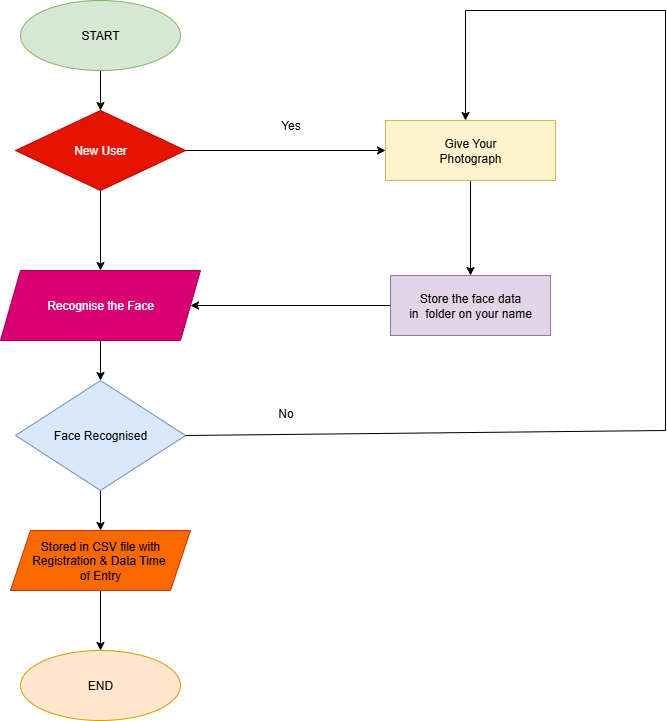 START
New User
Yes
Give Your
Photograph
Recognise the Face
Store the face data
in  folder on your name
Face Recognised
No
Stored in CSV file with
Registration & Data Time
of Entry
END